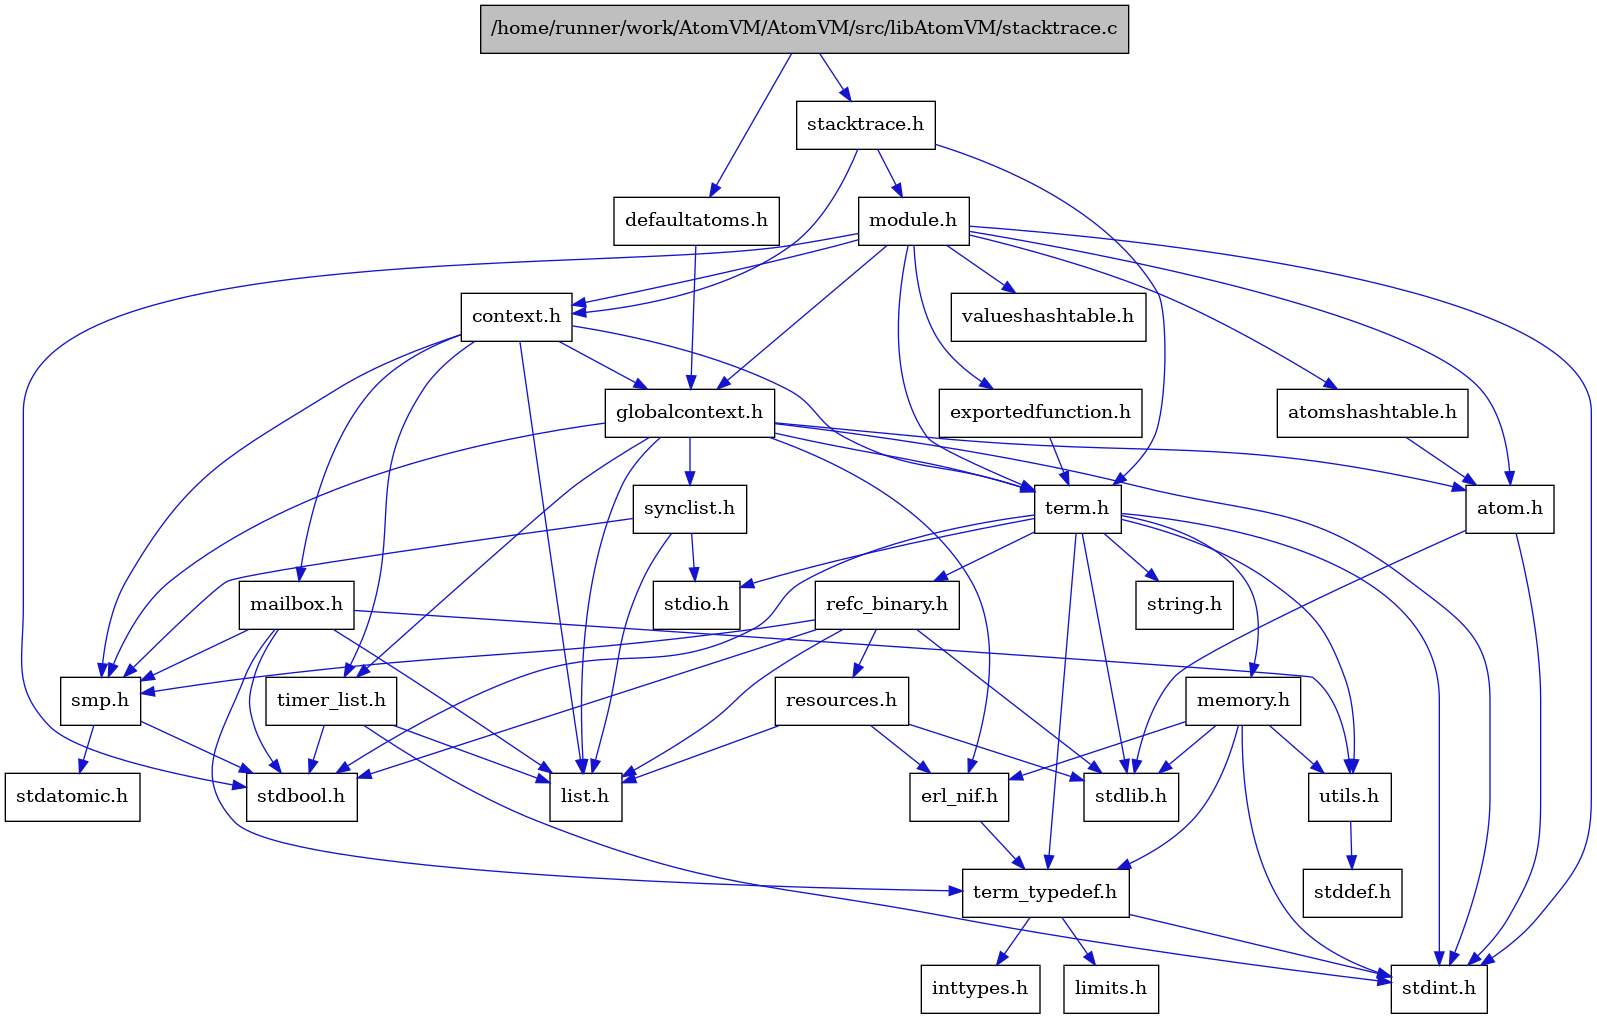 /home/runner/work/AtomVM/AtomVM/src/libAtomVM/stacktrace.c
stacktrace.h
defaultatoms.h
module.h
context.h
valueshashtable.h
globalcontext.h
exportedfunction.h
atomshashtable.h
synclist.h
term.h
atom.h
mailbox.h
stdio.h
refc_binary.h
string.h
smp.h
timer_list.h
resources.h
memory.h
stdatomic.h
stdbool.h
list.h
erl_nif.h
stdlib.h
utils.h
term_typedef.h
stddef.h
inttypes.h
limits.h
stdint.h